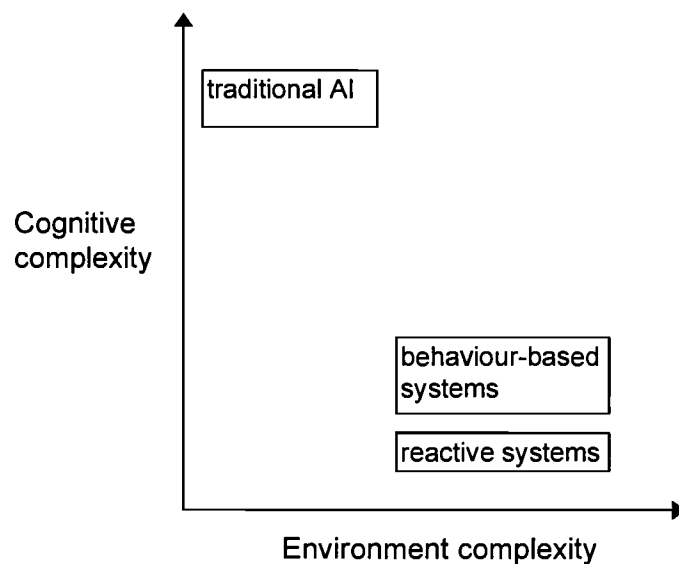 traditional AI
Cognitive
complexity
behaviour-based
systems
reactive systems
Environment complexity